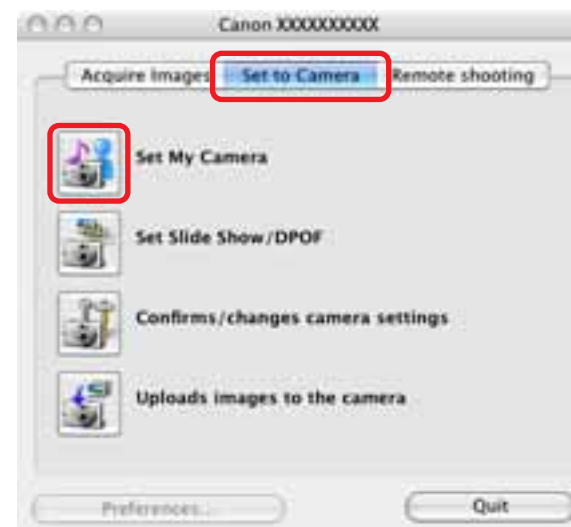 Canon XXXXXXXXXX
Acquire Images Set to Camera Remote shooting
Set My Camera
Set Slide Show/DPOF
Confirms/changes camera settings
Uploads images to the camera
Preferences... Quit